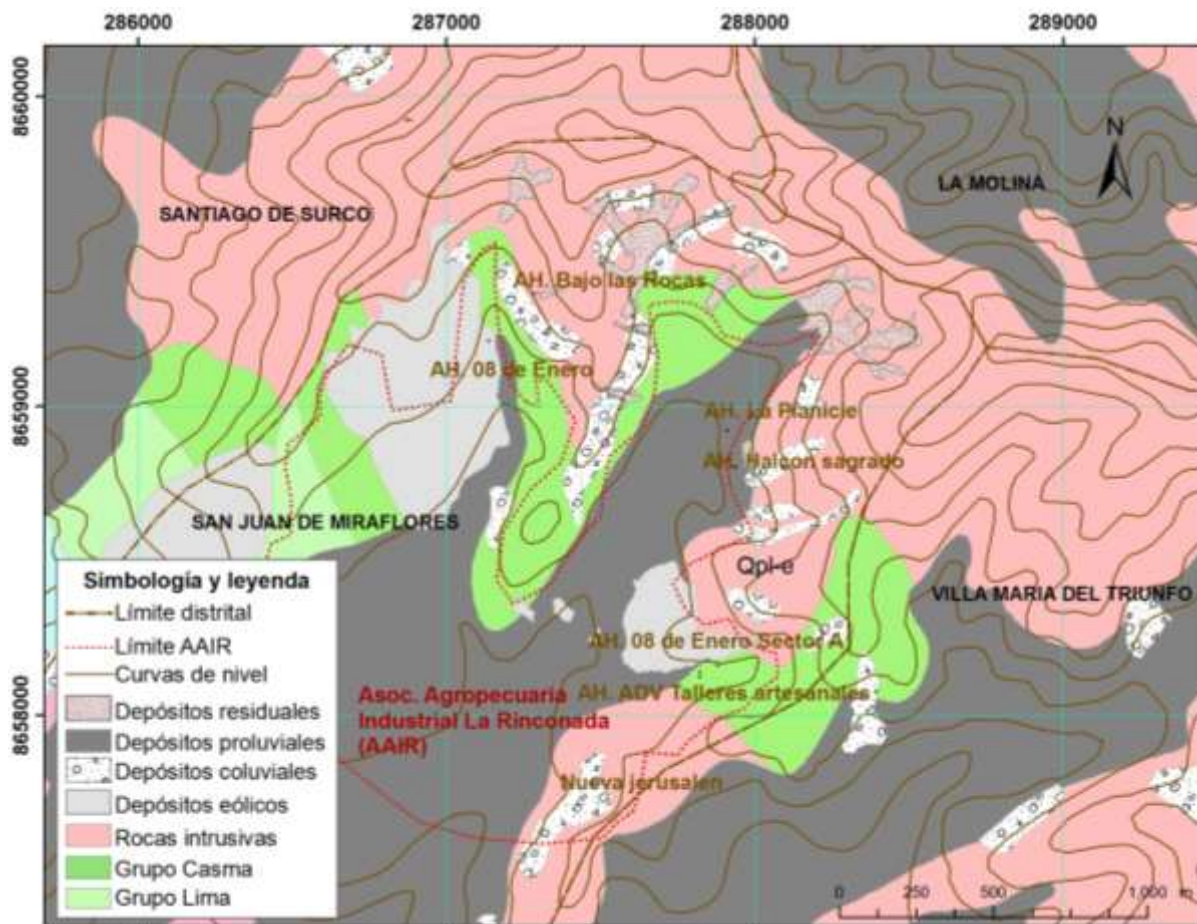 286000
287000
288000
289000
8660000
8659000
8658000
N
LA MOLINA
SANTIAGO DE SURCO
AH. Bajo las Rocas
AH. 08 de Enero
AH. La Planicie
AH. Halcon sagrado
SAN JUAN DE MIRAFLORES
Qpl-e
VILLA MARIA DEL TRIUNFO
AH. 08 de Enero Sector A
AH. ADV Talleres artesanales
Asoc. Agropecuaria
Industrial La Rinconada
(AAIR)
Nueva jerusalen
Simbología y leyenda
Límite distrital
Límite AAIR
Curvas de nivel
Depósitos residuales
Depósitos proluviales
Depósitos coluviales
Depósitos eólicos
Rocas intrusivas
Grupo Casma
Grupo Lima
0 250 500 1,000 m